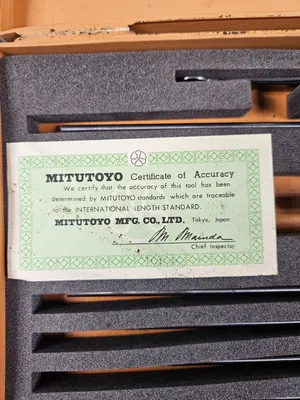 MITUTOYO Certificate of Accuracy
We certify that the accuracy of this tool has been
determined by MITUTOYO standards which are traceable
to the INTERNATIONAL LENGTH STANDARD.
MITUTOYO MFG. CO., LTD. Tokyo, Japan
Chief Inspector